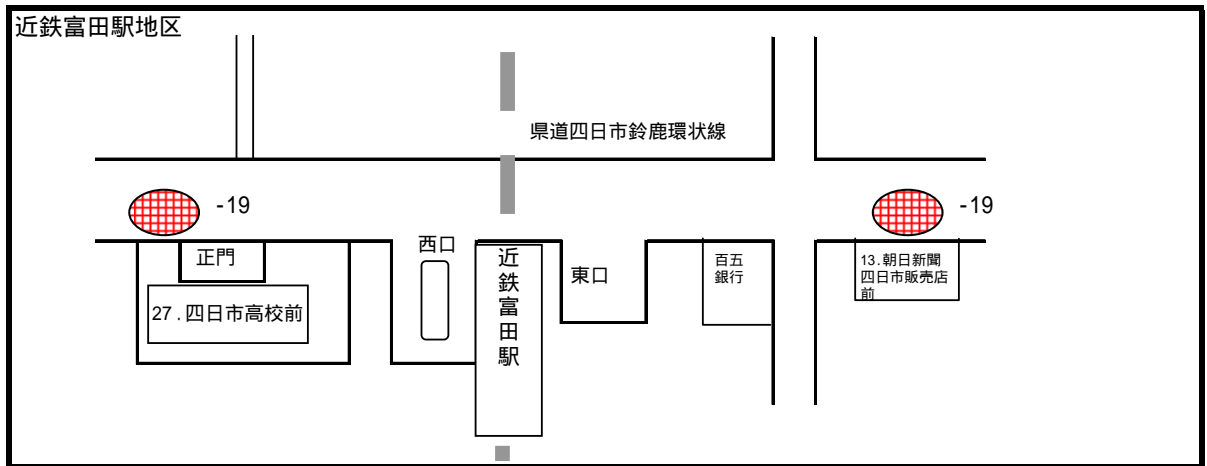 近鉄富田駅地区
県道四日市鈴鹿環状線
-19
-19
正門
西口
近鉄富田駅
東口
百五
銀行
13.朝日新聞
四日市販売店
前
27.四日市高校前